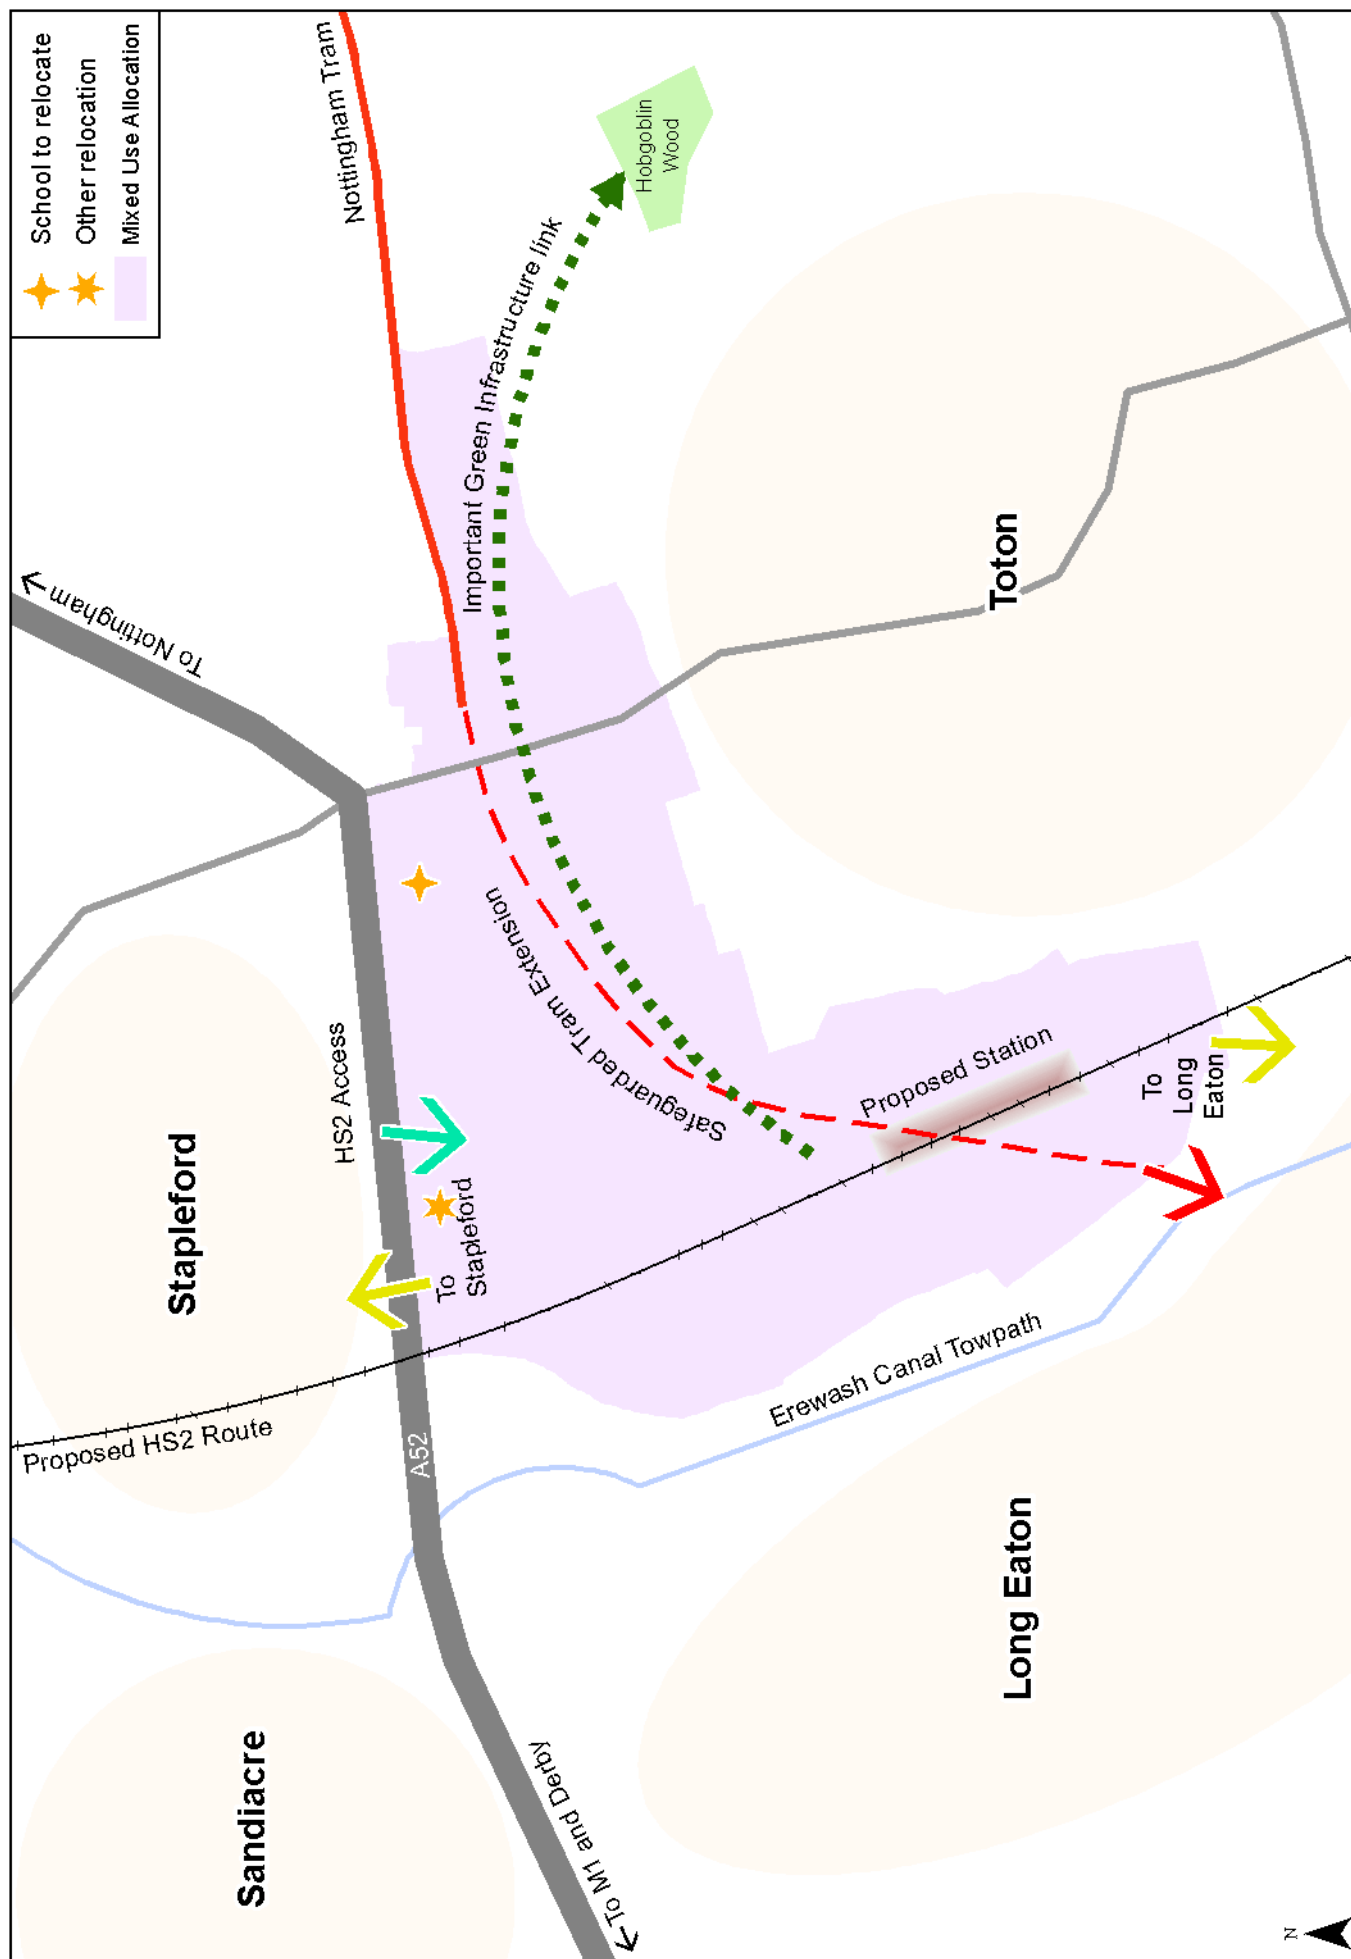 School to relocate
Other relocation
Mixed Use Allocation
To Nottingham
Nottingham Tram
Stapleford
Proposed HS2 Route
HS2 Access
A52
Sandiacre
To M1 and Derby
To
Stapleford
Important Green Infrastructure link
Hobgoblin
Wood
Safeguarded Tram Extension
Proposed Station
Erewash Canal Towpath
Toton
Long Eaton
To
Long
Eaton
N